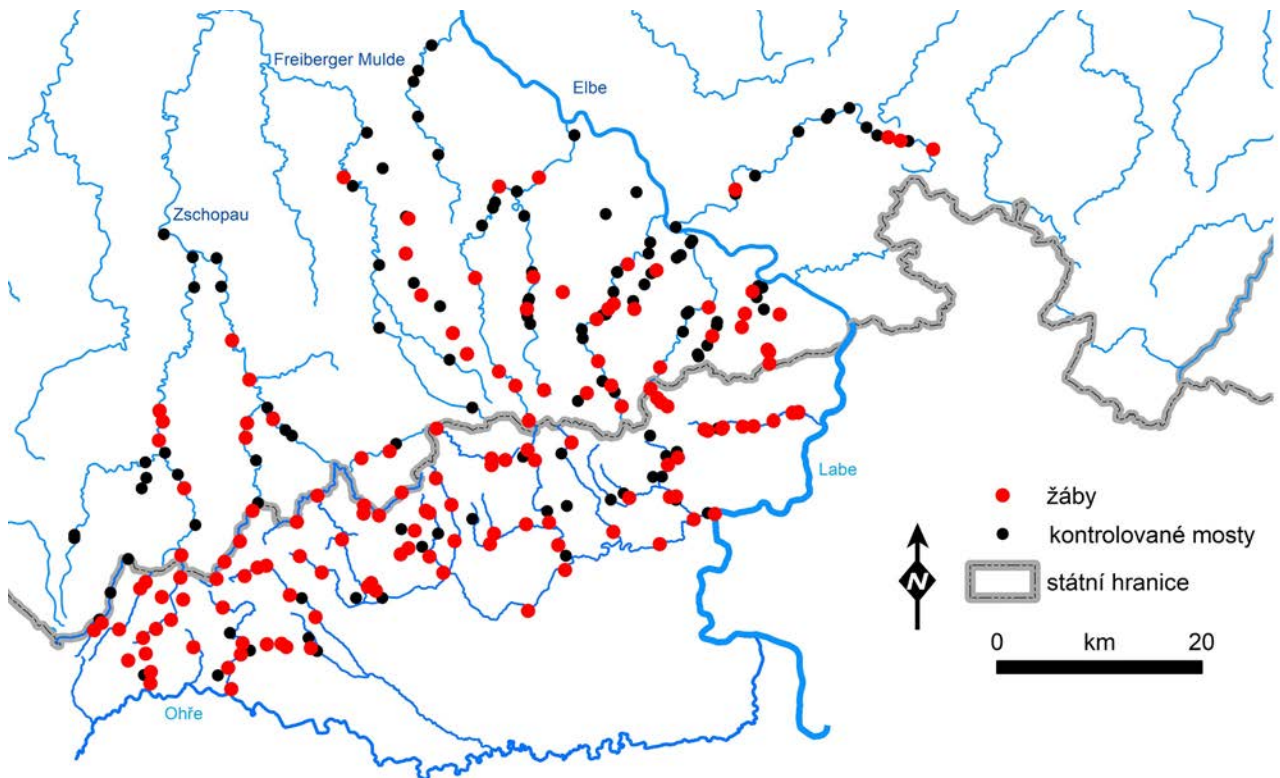 Freiberger Mulde
Elbe
Zschopau
Labe
žáby
kontrolované mosty
N
státní hranice
0 km 20
Ohře